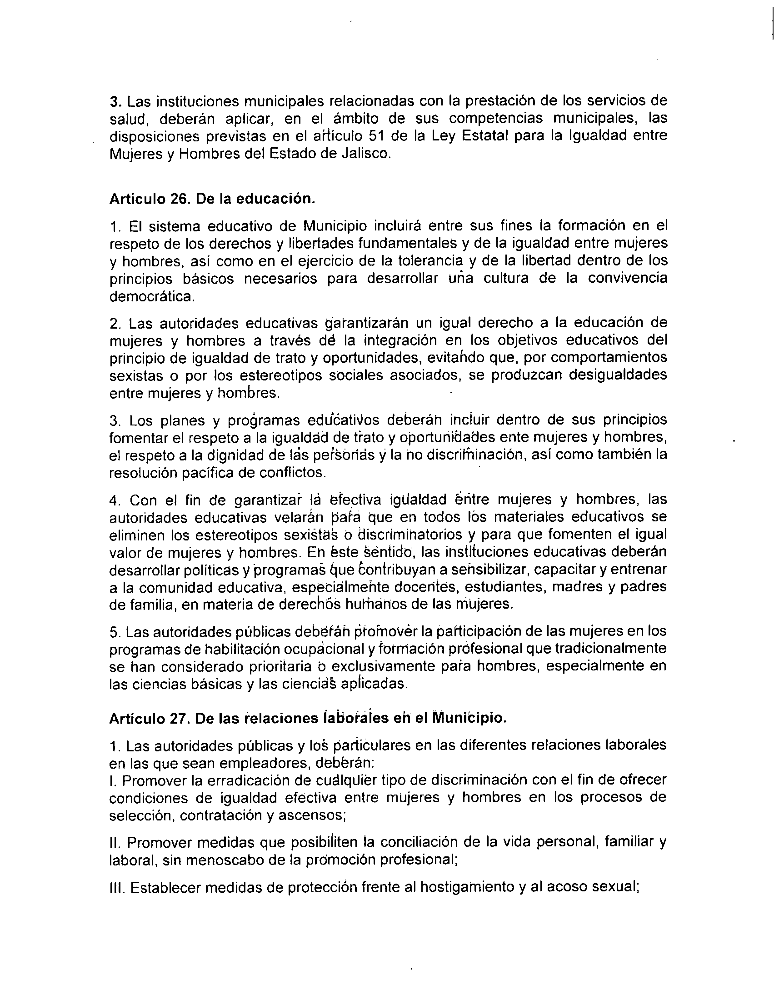 3. Las instituciones municipales relacionadas con la prestación de los servicios de
salud, deberán aplicar, en el ámbito de sus competencias municipales, las
disposiciones previstas en el artículo 51 de la Ley Estatal para la Igualdad entre
Mujeres y Hombres del Estado de Jalisco.
Artículo 26. De la educación.
1. El sistema educativo de Municipio incluirá entre sus fines la formación en el
respeto de los derechos y libertades fundamentales y de la igualdad entre mujeres
y hombres, así como en el ejercicio de la tolerancia y de la libertad dentro de los
principios básicos necesarios para desarrollar una cultura de la convivencia
democrática.
2. Las autoridades educativas garantizarán un igual derecho a la educación de
mujeres y hombres a través de la integración en los objetivos educativos del
principio de igualdad de trato y oportunidades, evitando que, por comportamientos
sexistas o por los estereotipos sociales asociados, se produzcan desigualdades
entre mujeres y hombres.
3. Los planes y programas educativos deberán incluir dentro de sus principios
fomentar el respeto a la igualdad de trato y oportunidades ente mujeres y hombres,
el respeto a la dignidad de las personas y la no discriminación, así como también la
resolución pacífica de conflictos.
4. Con el fin de garantizar la efectiva igualdad entre mujeres y hombres, las
autoridades educativas velarán para que en todos los materiales educativos se
eliminen los estereotipos sexistas o discriminatorios y para que fomenten el igual
valor de mujeres y hombres. En este sentido, las instituciones educativas deberán
desarrollar políticas y programas que contribuyan a sensibilizar, capacitar y entrenar
a la comunidad educativa, especialmente docentes, estudiantes, madres y padres
de familia, en materia de derechos humanos de las mujeres.
5. Las autoridades públicas deberán promover la participación de las mujeres en los
programas de habilitación ocupacional y formación profesional que tradicionalmente
se han considerado prioritaria o exclusivamente para hombres, especialmente en
las ciencias básicas y las ciencias aplicadas.
Artículo 27. De las relaciones laborales en el Municipio.
1. Las autoridades públicas y los particulares en las diferentes relaciones laborales
en las que sean empleadores, deberán:
I. Promover la erradicación de cualquier tipo de discriminación con el fin de ofrecer
condiciones de igualdad efectiva entre mujeres y hombres en los procesos de
selección, contratación y ascensos;
II. Promover medidas que posibiliten la conciliación de la vida personal, familiar y
laboral, sin menoscabo de la promoción profesional;
III. Establecer medidas de protección frente al hostigamiento y al acoso sexual;